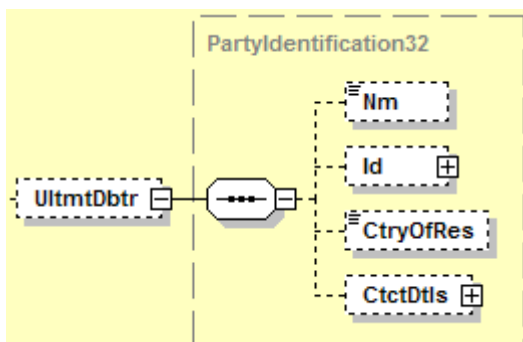 PartyIdentification32
Nm
Id
UltmtDbtr
CtryOfRes
CtctDtls